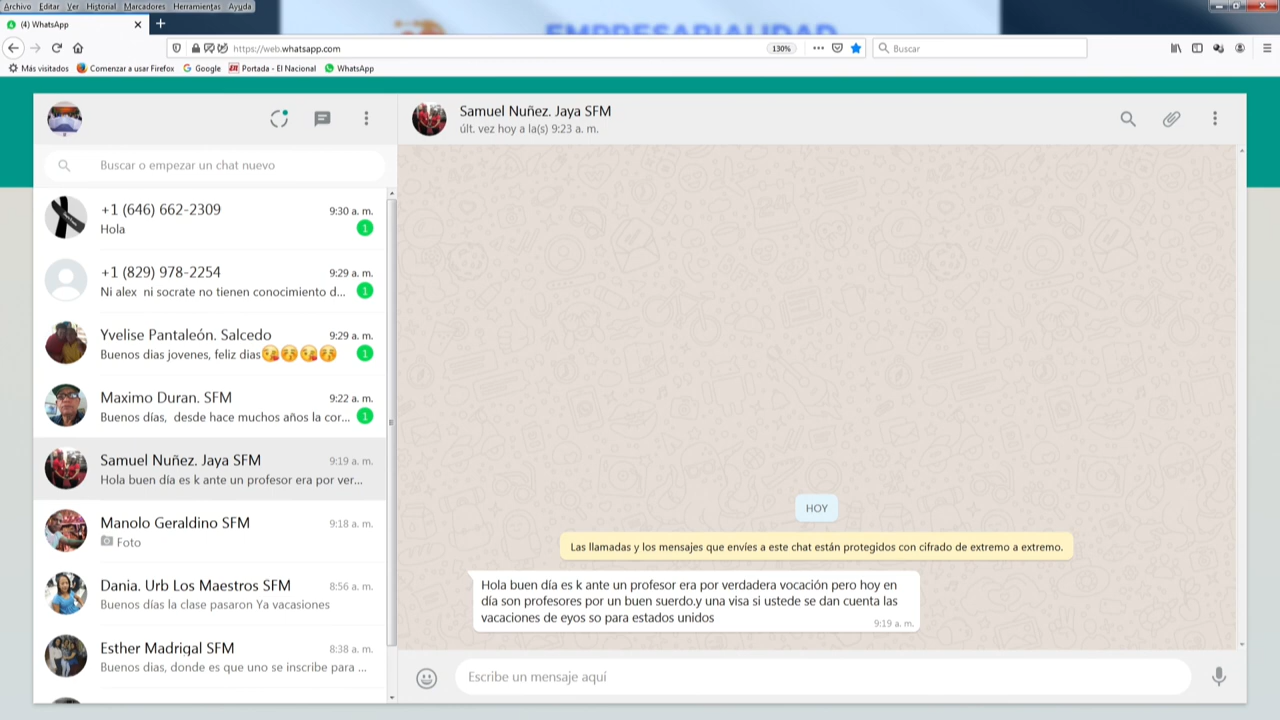 Archivo Editar Ver Historial Marcadores Herramientas Ayuda
EMPRESARIALIDAD
(4) WhatsApp
https://web.whatsapp.com
130%
Buscar
Más visitados Comenzar a usar Firefox Google Portada - El Nacional WhatsApp
Samuel Nuñez. Jaya SFM
últ. vez hoy a la(s) 9:23 a. m.
Buscar o empezar un chat nuevo
+1 (646) 662-2309 9:30 a. m.
Hola 1
+1 (829) 978-2254 9:29 a. m.
Ni alex ni socrate no tienen conocimiento d... 1
Yvelise Pantaleón. Salcedo 9:29 a. m.
Buenos dias jovenes, feliz dias😘😚😘😚 1
Maximo Duran. SFM 9:22 a. m.
Buenos días, desde hace muchos años la cor... 1
Samuel Nuñez. Jaya SFM 9:19 a. m.
Hola buen día es k ante un profesor era por ver...
Manolo Geraldino SFM 9:18 a. m.
Foto
Dania. Urb Los Maestros SFM 8:56 a. m.
Buenos días la clase pasaron Ya vacasiones
Esther Madrigal SFM 8:38 a. m.
Buenos dias, donde es que uno se inscribe para ...
HOY
Las llamadas y los mensajes que envíes a este chat están protegidos con cifrado de extremo a extremo.
Hola buen día es k ante un profesor era por verdadera vocación pero hoy en
día son profesores por un buen suerdo.y una visa si ustede se dan cuenta las
vacaciones de eyos so para estados unidos
9:19 a. m.
Escribe un mensaje aquí